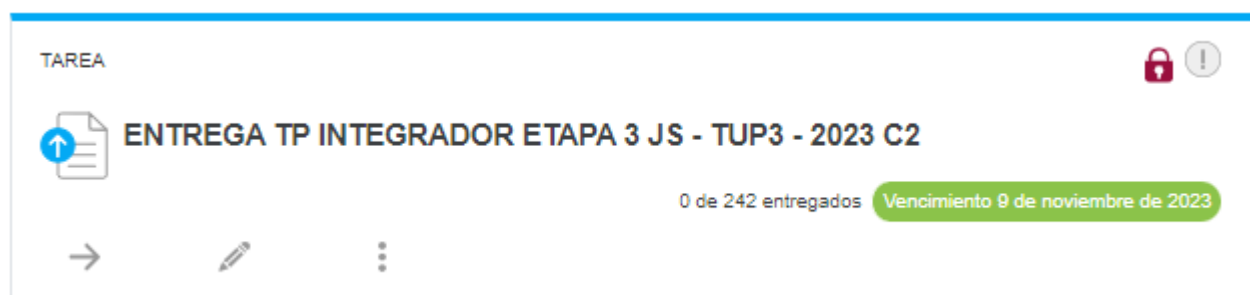 TAREA
ENTREGA TP INTEGRADOR ETAPA 3 JS - TUP3 - 2023 C2
0 de 242 entregados Vencimiento 9 de noviembre de 2023